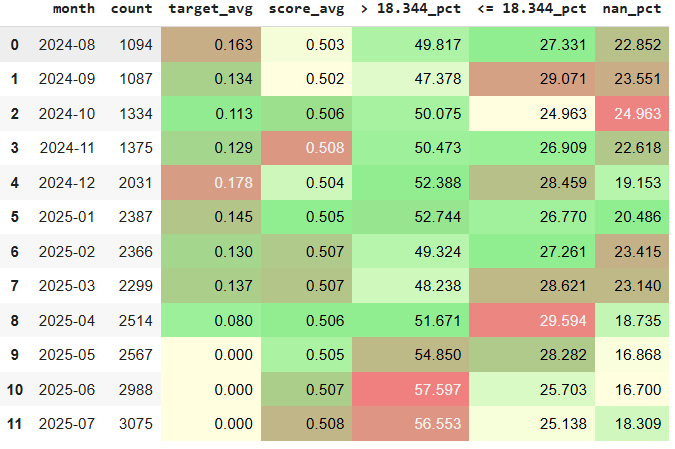 month count target_avg score_avg > 18.344_pct <= 18.344_pct nan_pct
0 2024-08 1094 0.163 0.503 49.817 27.331 22.852
1 2024-09 1087 0.134 0.502 47.378 29.071 23.551
2 2024-10 1334 0.113 0.506 50.075 24.963 24.963
3 2024-11 1375 0.129 0.508 50.473 26.909 22.618
4 2024-12 2031 0.178 0.504 52.388 28.459 19.153
5 2025-01 2387 0.145 0.505 52.744 26.770 20.486
6 2025-02 2366 0.130 0.507 49.324 27.261 23.415
7 2025-03 2299 0.137 0.507 48.238 28.621 23.140
8 2025-04 2514 0.080 0.506 51.671 29.594 18.735
9 2025-05 2567 0.000 0.505 54.850 28.282 16.868
10 2025-06 2988 0.000 0.507 57.597 25.703 16.700
11 2025-07 3075 0.000 0.508 56.553 25.138 18.309